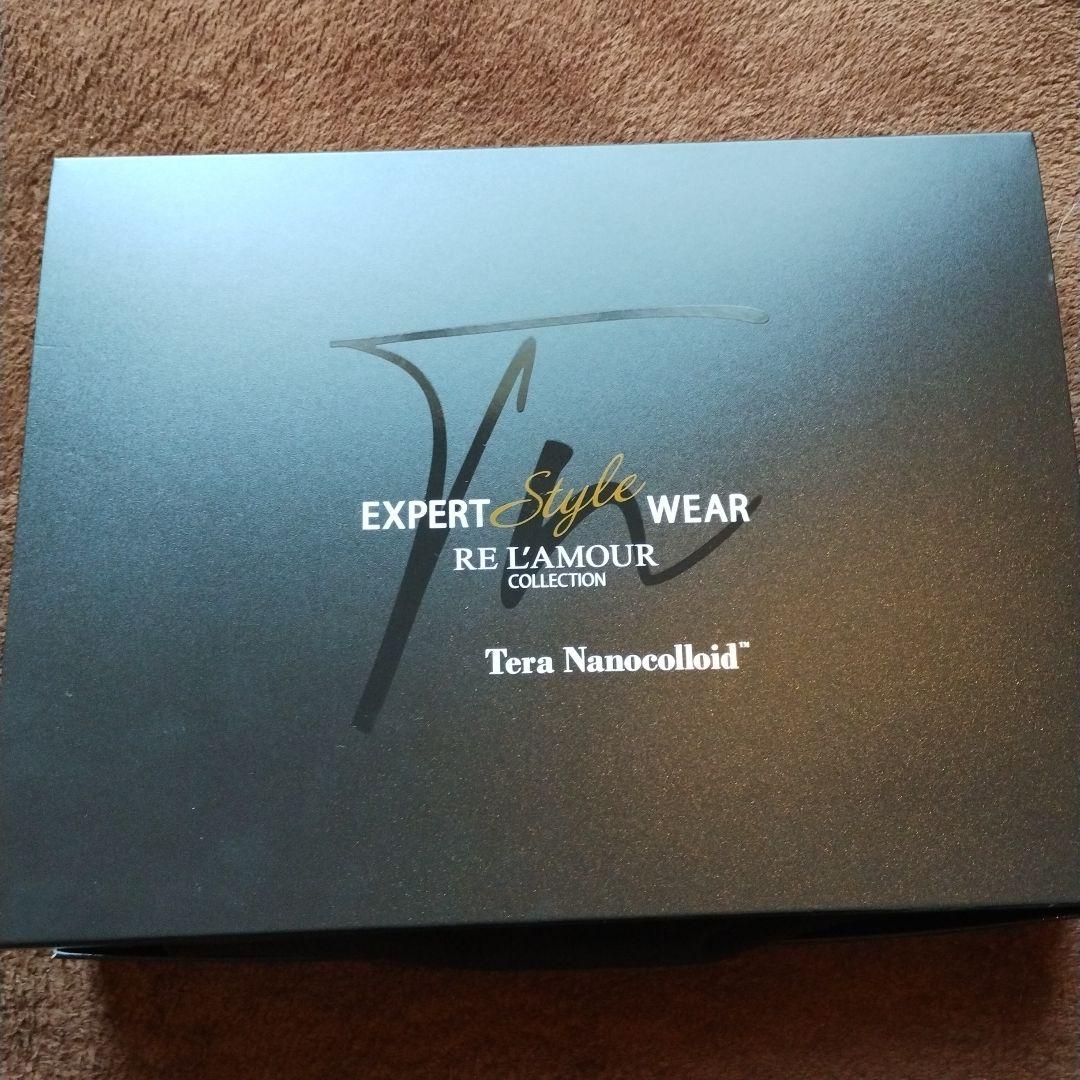 EXPERT Style WEAR
RE L'AMOUR
COLLECTION
Tera Nanocolloid™